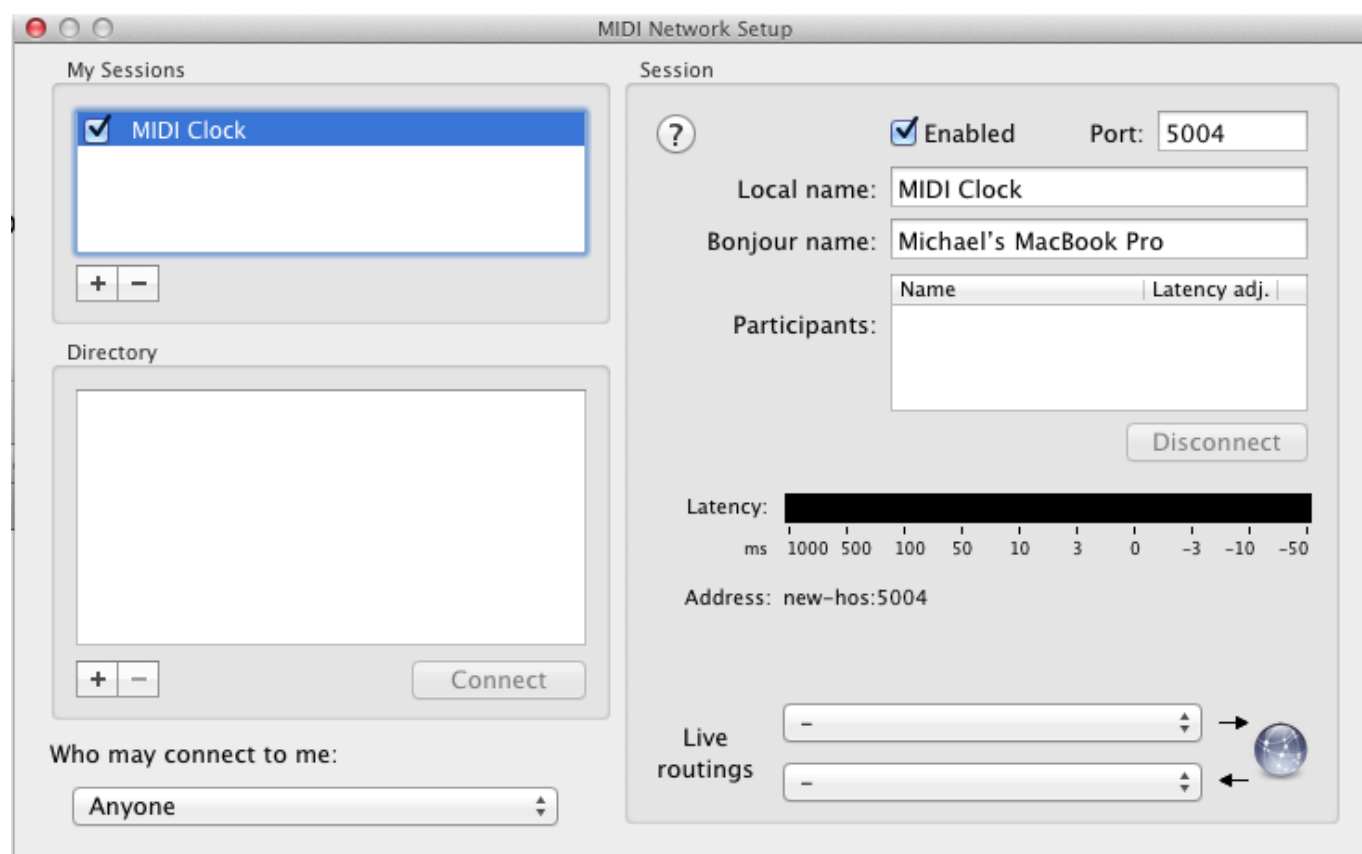 MIDI Network Setup
My Sessions
MIDI Clock
+ −
Directory
+ −
Connect
Who may connect to me:
Anyone
Session
?
Enabled
Port: 5004
Local name: MIDI Clock
Bonjour name: Michael's MacBook Pro
Name Latency adj.
Participants:
Disconnect
Latency:
ms 1000 500 100 50 10 3 0 -3 -10 -50
Address: new-hos:5004
Live
routings
-
-